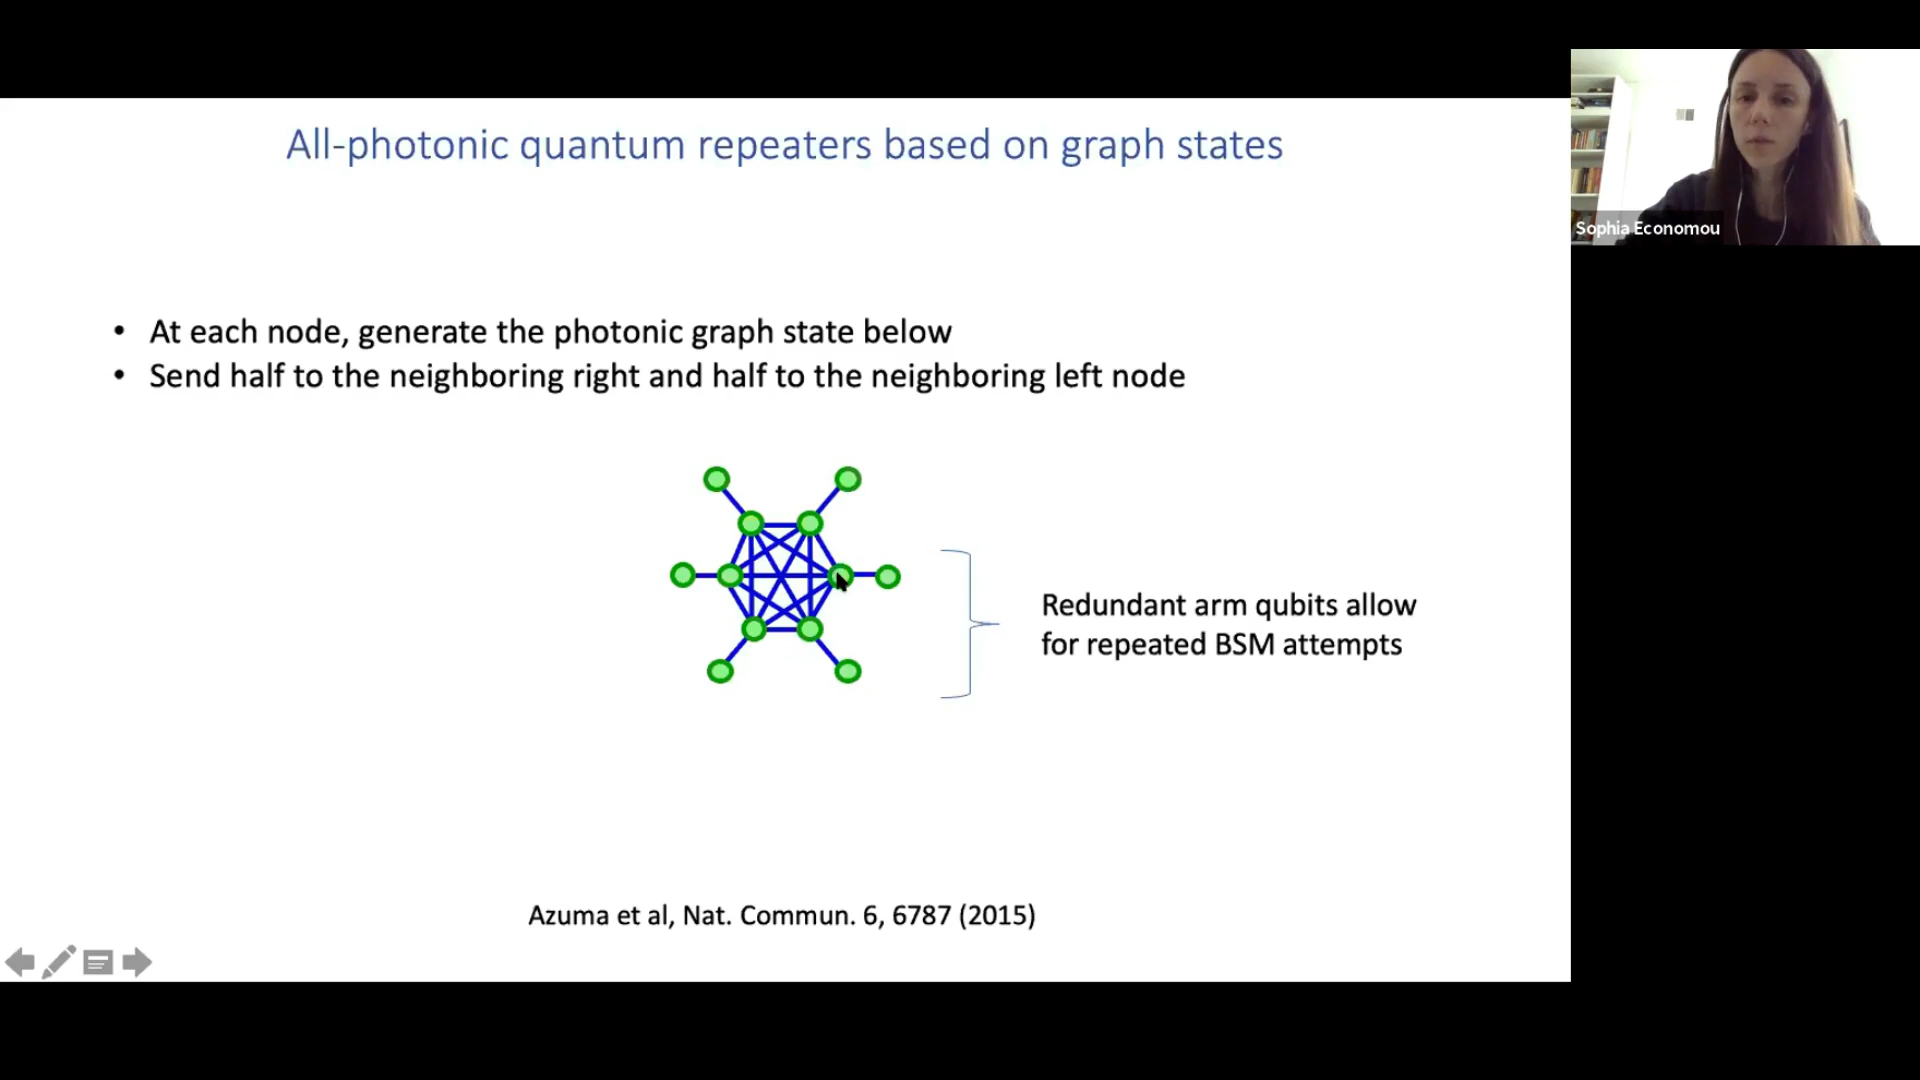 All-photonic quantum repeaters based on graph states
Sophia Economou
• At each node, generate the photonic graph state below
• Send half to the neighboring right and half to the neighboring left node
Redundant arm qubits allow
for repeated BSM attempts
Azuma et al, Nat. Commun. 6, 6787 (2015)